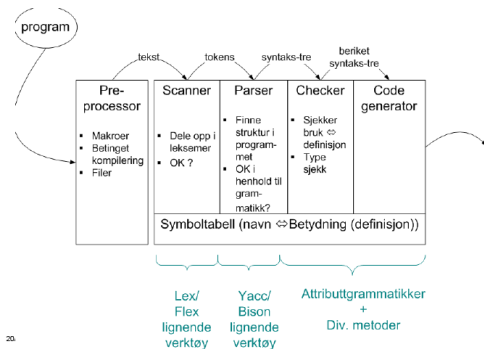 program
tekst
tokens
syntaks-tre
beriket
syntaks-tre
Pre-
processor
▪ Makroer
▪ Betinget
kompilering
▪ Filer
Scanner
▪ Dele opp i
leksemer
▪ OK ?
Parser
▪ Finne
struktur i
program-
met
▪ OK i
henhold til
gram-
matikk?
Checker
▪ Sjekker
bruk ⇔
definisjon
▪ Type
sjekk
Code
generator
Symboltabell (navn ⇔ Betydning (definisjon))
Lex/
Flex
lignende
verktøy
Yacc/
Bison
lignende
verktøy
Attributtgrammatikker
+
Div. metoder